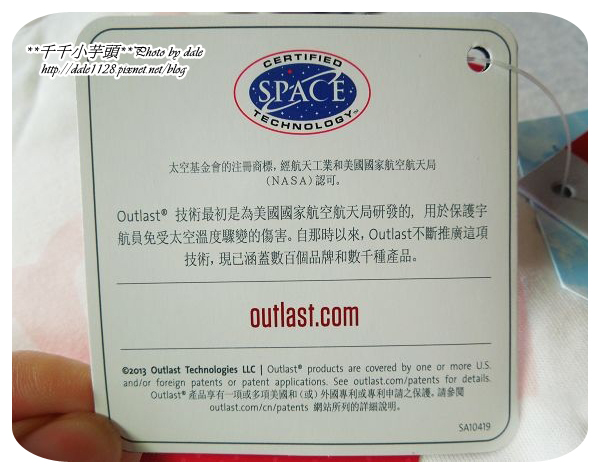 **千千小芋頭**Photo by dale
http://dale1128.pixnet.net/blog
CERTIFIED
SPACE
TECHNOLOGY™
太空基金會的注冊商標，經航天工業和美國國家航空航天局
（NASA）認可。
Outlast® 技術最初是為美國國家航空航天局研發的，用於保護宇
航員免受太空溫度驟變的傷害。自那時以來，Outlast不斷推廣這項
技術，現已涵蓋數百個品牌和數千種產品。
outlast.com
©2013 Outlast Technologies LLC | Outlast® products are covered by one or more U.S.
and/or foreign patents or patent applications. See outlast.com/patents for details.
Outlast® 產品享有一項或多項美國和(或)外國專利或專利申請之保護。請參閱
outlast.com/cn/patents 網站所列的詳細說明。
SA10419